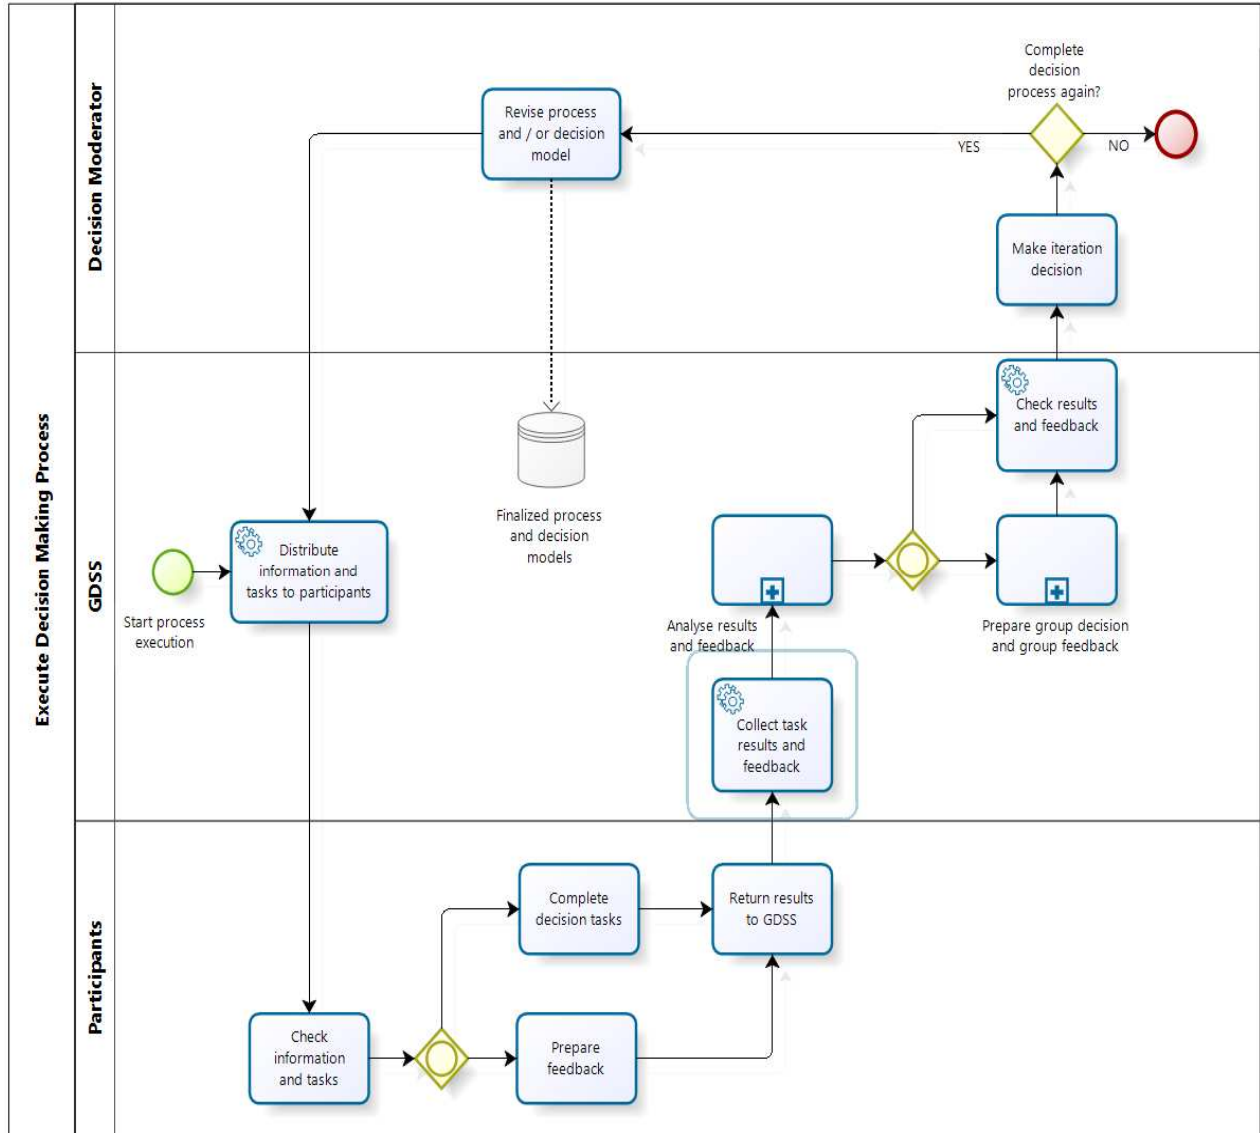 Execute Decision Making Process
Decision Moderator
Complete
decision
process again?
Revise process
and / or decision
model
YES
NO
Make iteration
decision
GDSS
Check results
and feedback
Finalized process
and decision
models
Distribute
information and
tasks to participants
Start process
execution
Analyse results
and feedback
Prepare group decision
and group feedback
Collect task
results and
feedback
Participants
Complete
decision tasks
Return results
to GDSS
Check
information
and tasks
Prepare
feedback